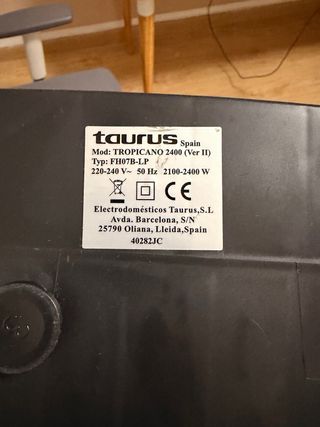 taurus Spain
Mod: TROPICANO 2400 (Ver II)
Typ: FH07B-LP
220-240 V~ 50 Hz 2100-2400 W
CE
Electrodomésticos Taurus,S.L
Avda. Barcelona, S/N
25790 Oliana, Lleida,Spain
40282JC